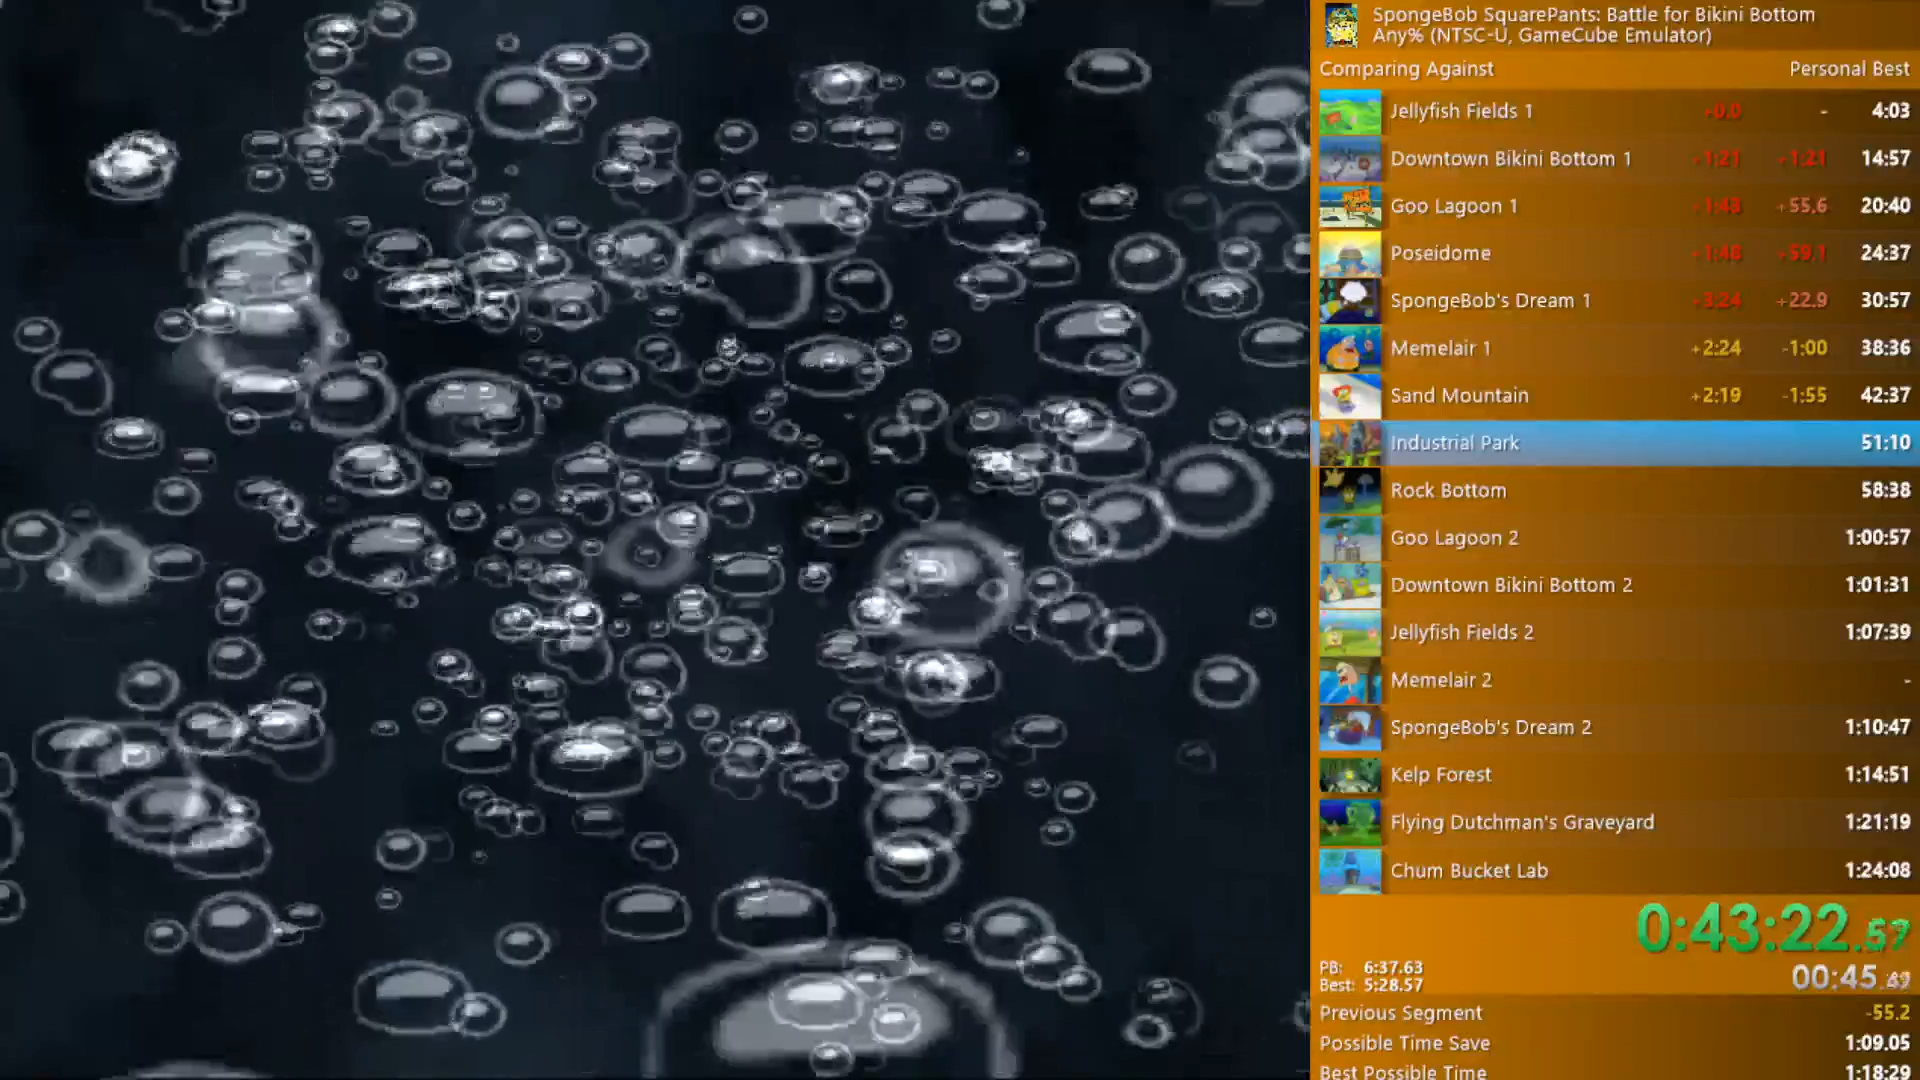 SpongeBob SquarePants: Battle for Bikini Bottom
Any% (NTSC-U, GameCube Emulator)
Comparing Against Personal Best
Jellyfish Fields 1 +0.0 - 4:03
Downtown Bikini Bottom 1 +1:21 +1:21 14:57
Goo Lagoon 1 +55.6 20:40
Poseidome +59.1 24:37
SpongeBob's Dream 1 +22.9 30:57
Memelair 1 +2:24 -1:00 38:36
Sand Mountain +2:19 -1:55 42:37
Industrial Park 51:10
Rock Bottom 58:38
Goo Lagoon 2 1:00:57
Downtown Bikini Bottom 2 1:01:31
Jellyfish Fields 2 1:07:39
Memelair 2 -
SpongeBob's Dream 2 1:10:47
Kelp Forest 1:14:51
Flying Dutchman's Graveyard 1:21:19
Chum Bucket Lab 1:24:08
0:43:22.57
PB: 6:37.63
Best: 5:28.57
00:45
Previous Segment -55.2
Possible Time Save 1:09.05
Best Possible Time 1:18:29